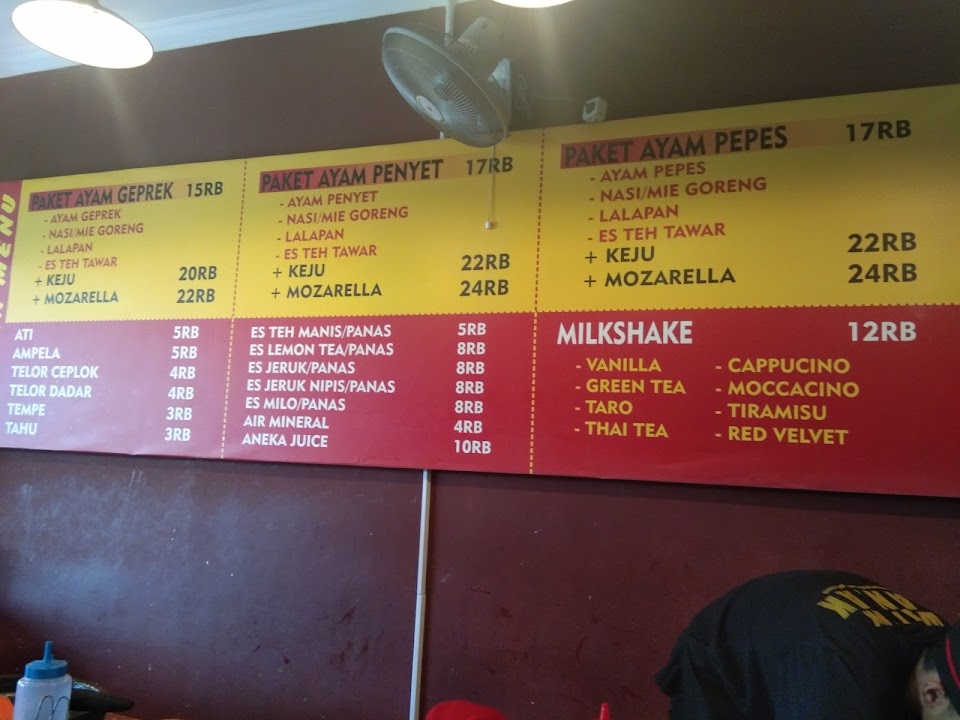 MENU
PAKET AYAM GEPREK 15RB
- AYAM GEPREK
- NASI/MIE GORENG
- LALAPAN
- ES TEH TAWAR
+ KEJU 20RB
+ MOZARELLA 22RB
PAKET AYAM PENYET 17RB
- AYAM PENYET
- NASI/MIE GORENG
- LALAPAN
- ES TEH TAWAR
+ KEJU 22RB
+ MOZARELLA 24RB
PAKET AYAM PEPES 17RB
- AYAM PEPES
- NASI/MIE GORENG
- LALAPAN
- ES TEH TAWAR
+ KEJU 22RB
+ MOZARELLA 24RB
ATI 5RB
AMPELA 5RB
TELOR CEPLOK 4RB
TELOR DADAR 4RB
TEMPE 3RB
TAHU 3RB
ES TEH MANIS/PANAS 5RB
ES LEMON TEA/PANAS 8RB
ES JERUK/PANAS 8RB
ES JERUK NIPIS/PANAS 8RB
ES MILO/PANAS 8RB
AIR MINERAL 4RB
ANEKA JUICE 10RB
MILKSHAKE 12RB
- VANILLA
- GREEN TEA
- TARO
- THAI TEA
- CAPPUCINO
- MOCCACINO
- TIRAMISU
- RED VELVET